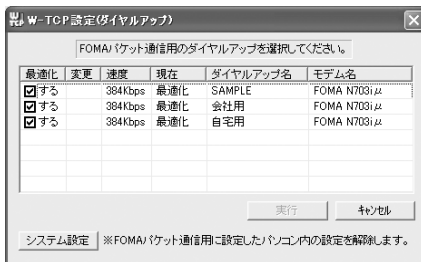 W-TCP設定(ダイヤルアップ)
FOMAパケット通信用のダイヤルアップを選択してください。
最適化 変更 速度 現在 ダイヤルアップ名 モデム名
する 384Kbps 最適化 SAMPLE FOMA N703iμ
する 384Kbps 最適化 会社用 FOMA N703iμ
する 384Kbps 最適化 自宅用 FOMA N703iμ
実行 キャンセル
システム設定 ※FOMAパケット通信用に設定したパソコン内の設定を解除します。